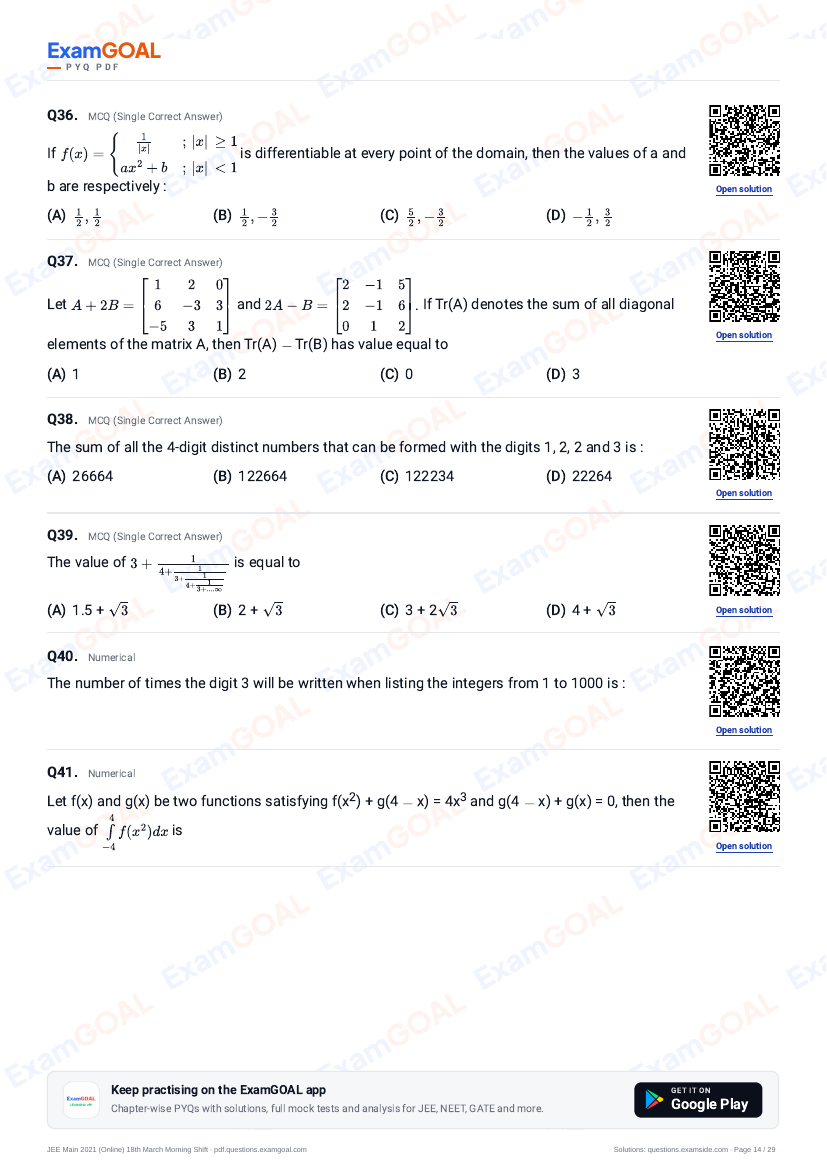 ExamGOAL
PYQ PDF
Q36. MCQ (Single Correct Answer)
If f(x) = { 1/|x| ; |x| ≥ 1
ax² + b ; |x| < 1 is differentiable at every point of the domain, then the values of a and
b are respectively :
(A) 1/2, 1/2 (B) 1/2, −3/2 (C) 5/2, −3/2 (D) −1/2, 3/2
Open solution
Q37. MCQ (Single Correct Answer)
Let A + 2B = [1 2 0; 6 −3 3; −5 3 1] and 2A − B = [2 −1 5; 2 −1 6; 0 1 2]. If Tr(A) denotes the sum of all diagonal
elements of the matrix A, then Tr(A) − Tr(B) has value equal to
(A) 1 (B) 2 (C) 0 (D) 3
Open solution
Q38. MCQ (Single Correct Answer)
The sum of all the 4-digit distinct numbers that can be formed with the digits 1, 2, 2 and 3 is :
(A) 26664 (B) 122664 (C) 122234 (D) 22264
Open solution
Q39. MCQ (Single Correct Answer)
The value of 3 + 1/(4+1/(3+1/(4+1/(3+....∞)))) is equal to
(A) 1.5 + √3 (B) 2 + √3 (C) 3 + 2√3 (D) 4 + √3
Open solution
Q40. Numerical
The number of times the digit 3 will be written when listing the integers from 1 to 1000 is :
Open solution
Q41. Numerical
Let f(x) and g(x) be two functions satisfying f(x²) + g(4 − x) = 4x³ and g(4 − x) + g(x) = 0, then the
value of ∫₋₄⁴ f(x²)dx is
Open solution
Keep practising on the ExamGOAL app
Chapter-wise PYQs with solutions, full mock tests and analysis for JEE, NEET, GATE and more.
GET IT ON
Google Play
JEE Main 2021 (Online) 18th March Morning Shift · pdf.questions.examgoal.com
Solutions: questions.examside.com · Page 14 / 29